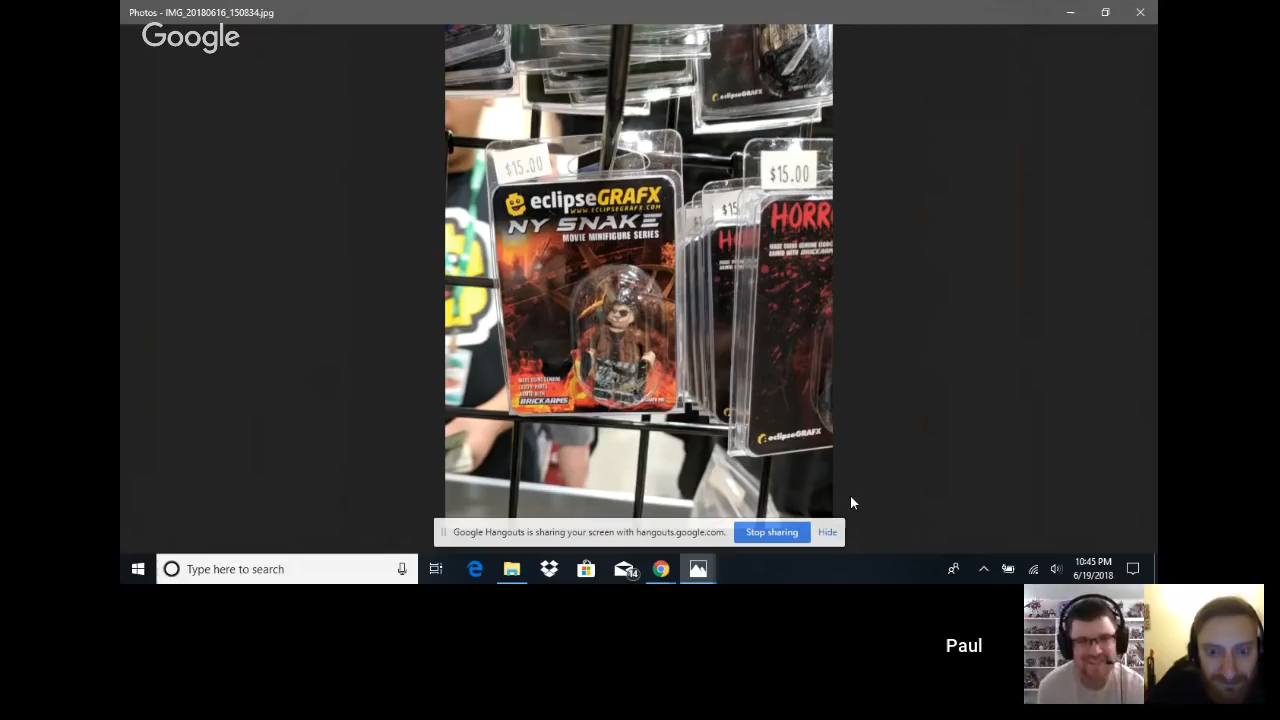 Photos - IMG_20180616_150834.jpg
Google
eclipseGRAFX
$15.00
$15.00
eclipseGRAFX
WWW.ECLIPSEGRAFX.COM
NY SNAKE
MOVIE MINIFIGURE SERIES
$15
HORR
BRICKARMS
eclipseGRAFX
Google Hangouts is sharing your screen with hangouts.google.com.
Stop sharing
Hide
Type here to search
14
10:45 PM
6/19/2018
Paul